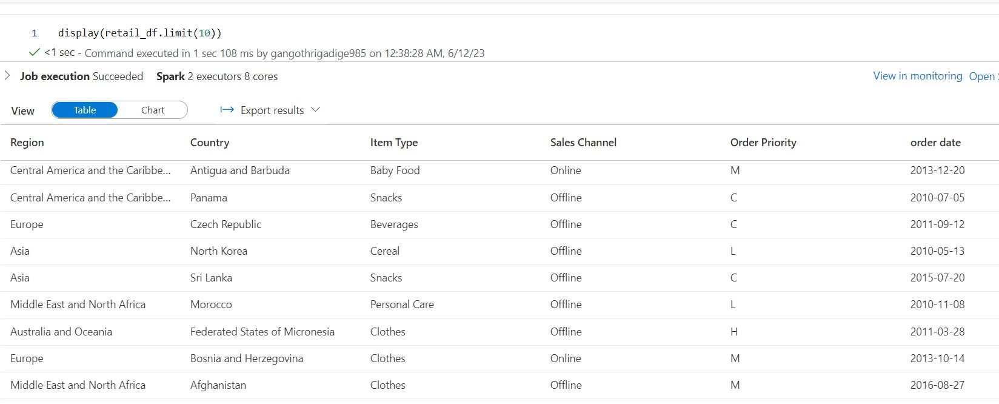 1 display(retail_df.limit(10))
<1 sec - Command executed in 1 sec 108 ms by gangothrigadige985 on 12:38:28 AM, 6/12/23
Job execution Succeeded Spark 2 executors 8 cores View in monitoring Open
View Table Chart Export results
Region Country Item Type Sales Channel Order Priority order date
Central America and the Caribbe... Antigua and Barbuda Baby Food Online M 2013-12-20
Central America and the Caribbe... Panama Snacks Offline C 2010-07-05
Europe Czech Republic Beverages Offline C 2011-09-12
Asia North Korea Cereal Offline L 2010-05-13
Asia Sri Lanka Snacks Offline C 2015-07-20
Middle East and North Africa Morocco Personal Care Offline L 2010-11-08
Australia and Oceania Federated States of Micronesia Clothes Offline H 2011-03-28
Europe Bosnia and Herzegovina Clothes Online M 2013-10-14
Middle East and North Africa Afghanistan Clothes Offline M 2016-08-27